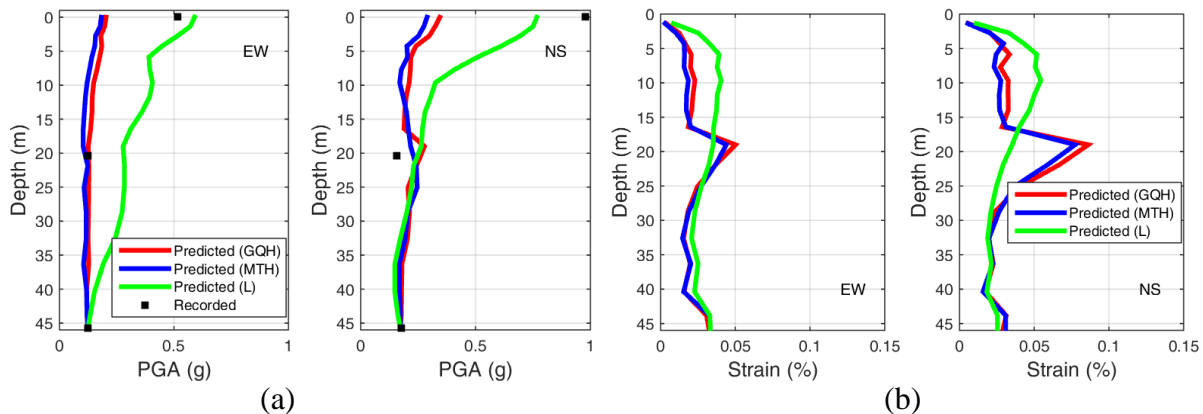 0
5
10
15
20
25
30
35
40
45
Depth (m)
0
0.5
1
PGA (g)
EW
Predicted (GQH)
Predicted (MTH)
Predicted (L)
Recorded
0
5
10
15
20
25
30
35
40
45
Depth (m)
0
0.5
1
PGA (g)
NS
(a)
0
5
10
15
20
25
30
35
40
45
Depth (m)
0
0.05
0.1
0.15
Strain (%)
EW
0
5
10
15
20
25
30
35
40
45
Depth (m)
0
0.05
0.1
0.15
Strain (%)
Predicted (GQH)
Predicted (MTH)
Predicted (L)
NS
(b)